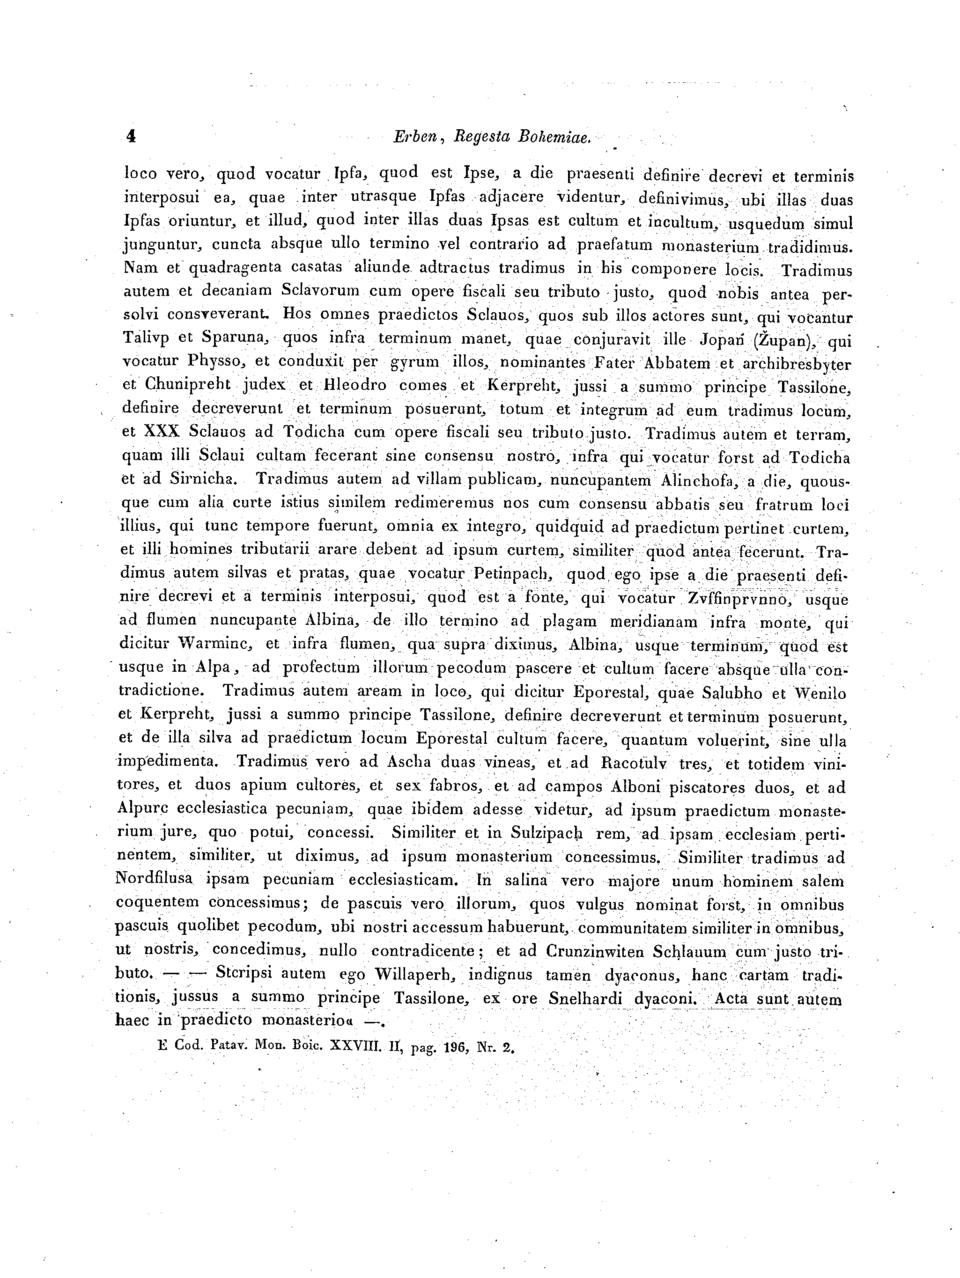 4 Erben, Regesta Bohemiae.
loco vero, quod vocatur Ipfa, quod est Ipse, a die praesenti definire decrevi et terminis
interposui ea, quae inter utrasque Ipfas adjacere videntur, definivimus, ubi illas duas
Ipfas oriuntur, et illud, quod inter illas duas Ipsas est cultum et incultum, usquedum simul
junguntur, cuncta absque ullo termino vel contrario ad praefatum monasterium tradidimus.
Nam et quadragenta casatas aliunde adtractus tradimus in his componere locis. Tradimus
autem et decaniam Sclavorum cum opere fiscali seu tributo justo, quod nobis antea per-
solvi consveverant. Hos omnes praedictos Sclauos, quos sub illos actores sunt, qui vocantur
Talivp et Sparuna, quos infra terminum manet, quae conjuravit ille Jopań (Župan), qui
vocatur Physso, et conduxit per gyrum illos, nominantes Fater Abbatem et archibresbyter
et Chunipreht judex et Hleodro comes et Kerpreht, jussi a summo principe Tassilone,
definire decreverunt et terminum posuerunt, totum et integrum ad eum tradimus locum,
et XXX Sclauos ad Todicha cum opere fiscali seu tributo justo. Tradimus autem et terram,
quam illi Sclaui cultam fecerant sine consensu nostro, infra qui vocatur forst ad Todicha
et ad Sirnicha. Tradimus autem ad villam publicam, nuncupantem Alinchofa, a die, quous-
que cum alia curte istius similem redimeremus nos cum consensu abbatis seu fratrum loci
illius, qui tunc tempore fuerunt, omnia ex integro, quidquid ad praedictum pertinet curtem,
et illi homines tributarii arare debent ad ipsum curtem, similiter quod antea fecerunt. Tra-
dimus autem silvas et pratas, quae vocatur Petinpach, quod ego ipse a die praesenti defi-
nire decrevi et a terminis interposui, quod est a fonte, qui vocatur Zvffinprvnno, usque
ad flumen nuncupante Albina, de illo termino ad plagam meridianam infra monte, qui
dicitur Warminc, et infra flumen, qua supra diximus, Albina, usque terminum, quod est
usque in Alpa, ad profectum illorum pecodum pascere et cultum facere absque ulla con-
tradictione. Tradimus autem aream in loco, qui dicitur Eporestal, quae Salubho et Wenilo
et Kerpreht, jussi a summo principe Tassilone, definire decreverunt et terminum posuerunt,
et de illa silva ad praedictum locum Eporestal cultum facere, quantum voluerint, sine ulla
impedimenta. Tradimus vero ad Ascha duas vineas, et ad Racotulv tres, et totidem vini-
tores, et duos apium cultores, et sex fabros, et ad campos Alboni piscatores duos, et ad
Alpurc ecclesiastica pecuniam, quae ibidem adesse videtur, ad ipsum praedictum monaste-
rium jure, quo potui, concessi. Similiter et in Sulzipach rem, ad ipsam ecclesiam perti-
nentem, similiter, ut diximus, ad ipsum monasterium concessimus. Similiter tradimus ad
Nordfilusa ipsam pecuniam ecclesiasticam. In salina vero majore unum hominem salem
coquentem concessimus; de pascuis vero illorum, quos vulgus nominat forst, in omnibus
pascuis quolibet pecodum, ubi nostri accessum habuerunt, communitatem similiter in omnibus,
ut nostris, concedimus, nullo contradicente; et ad Crunzinwiten Schlauum cum justo tri-
buto. — — Stcripsi autem ego Willaperh, indignus tamen dyaconus, hanc cartam tradi-
tionis, jussus a summo principe Tassilone, ex ore Snelhardi dyaconi. Acta sunt autem
haec in praedicto monasterio« —.
E Cod. Patav. Mon. Boic. XXVIII. II, pag. 196, Nr. 2.